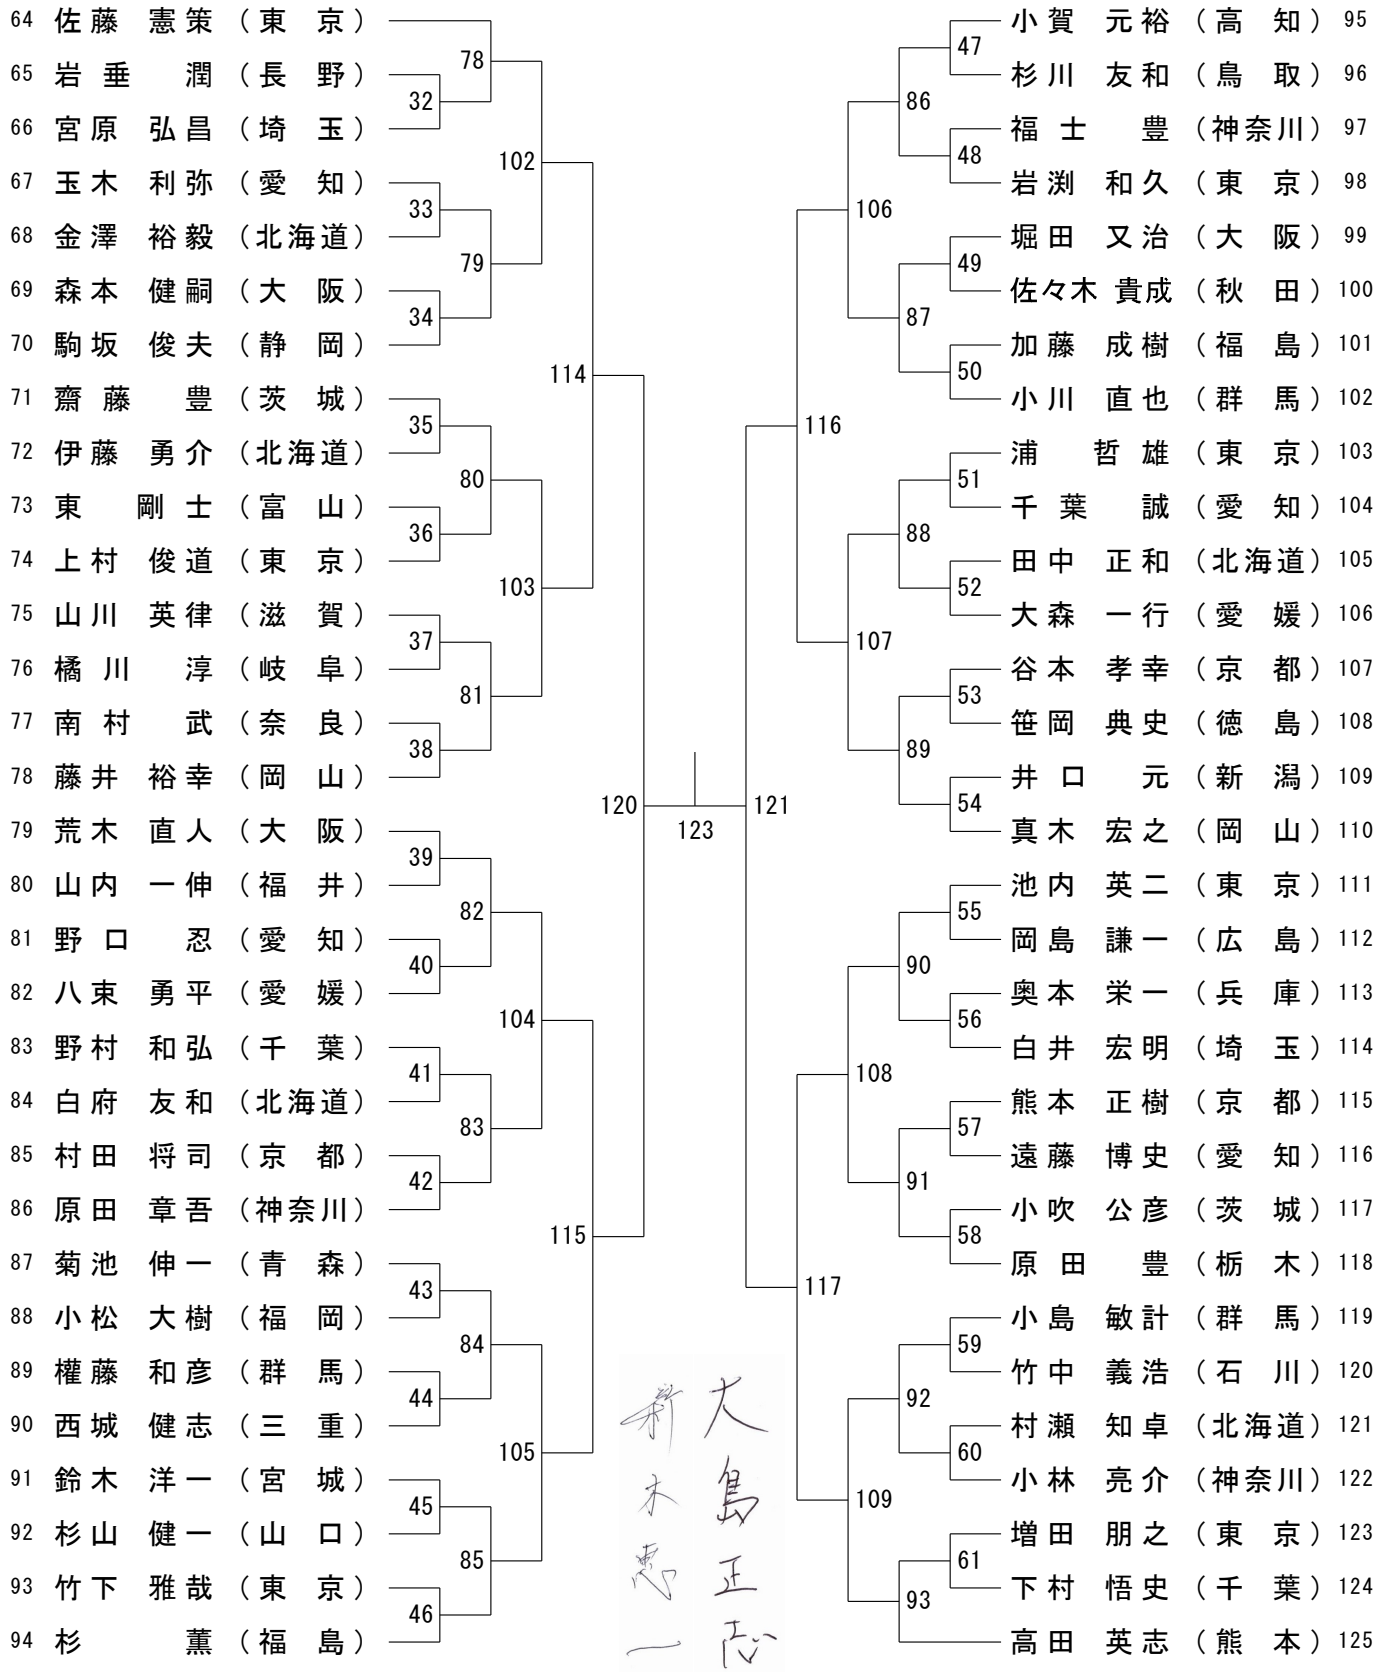 64 佐藤 憲策 （東 京）
65 岩垂 潤 （長 野）
66 宮原 弘昌 （埼 玉）
67 玉木 利弥 （愛 知）
68 金澤 裕毅 （北海道）
69 森本 健嗣 （大 阪）
70 駒坂 俊夫 （静 岡）
71 齋藤 豊 （茨 城）
72 伊藤 勇介 （北海道）
73 東 剛士 （富 山）
74 上村 俊道 （東 京）
75 山川 英律 （滋 賀）
76 橘川 淳 （岐 阜）
77 南村 武 （奈 良）
78 藤井 裕幸 （岡 山）
79 荒木 直人 （大 阪）
80 山内 一伸 （福 井）
81 野口 忍 （愛 知）
82 八束 勇平 （愛 媛）
83 野村 和弘 （千 葉）
84 白府 友和 （北海道）
85 村田 将司 （京 都）
86 原田 章吾 （神奈川）
87 菊池 伸一 （青 森）
88 小松 大樹 （福 岡）
89 權藤 和彦 （群 馬）
90 西城 健志 （三 重）
91 鈴木 洋一 （宮 城）
92 杉山 健一 （山 口）
93 竹下 雅哉 （東 京）
94 杉 薫 （福 島）
32
33
34
35
36
37
38
39
40
41
42
43
44
45
46
78
79
80
81
82
83
84
85
102
103
104
105
114
115
120
123
121
116
117
106
107
108
109
86
87
88
89
90
91
92
93
47
48
49
50
51
52
53
54
55
56
57
58
59
60
61
小賀 元裕 （高 知） 95
杉川 友和 （鳥 取） 96
福士 豊 （神奈川） 97
岩渕 和久 （東 京） 98
堀田 又治 （大 阪） 99
佐々木 貴成 （秋 田） 100
加藤 成樹 （福 島） 101
小川 直也 （群 馬） 102
浦 哲雄 （東 京） 103
千葉 誠 （愛 知） 104
田中 正和 （北海道） 105
大森 一行 （愛 媛） 106
谷本 孝幸 （京 都） 107
笹岡 典史 （徳 島） 108
井口 元 （新 潟） 109
真木 宏之 （岡 山） 110
池内 英二 （東 京） 111
岡島 謙一 （広 島） 112
奥本 栄一 （兵 庫） 113
白井 宏明 （埼 玉） 114
熊本 正樹 （京 都） 115
遠藤 博史 （愛 知） 116
小吹 公彦 （茨 城） 117
原田 豊 （栃 木） 118
小島 敏計 （群 馬） 119
竹中 義浩 （石 川） 120
村瀬 知卓 （北海道） 121
小林 亮介 （神奈川） 122
増田 朋之 （東 京） 123
下村 悟史 （千 葉） 124
高田 英志 （熊 本） 125
大島正志
新木恵一